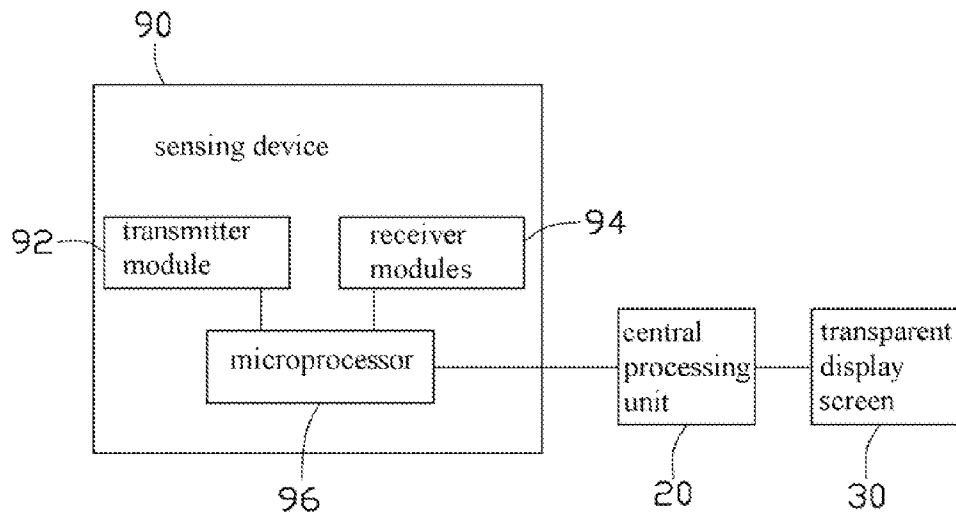 90
sensing device
92
transmitter
module
receiver
modules
94
microprocessor
central
processing
unit
transparent
display
screen
96
20
30